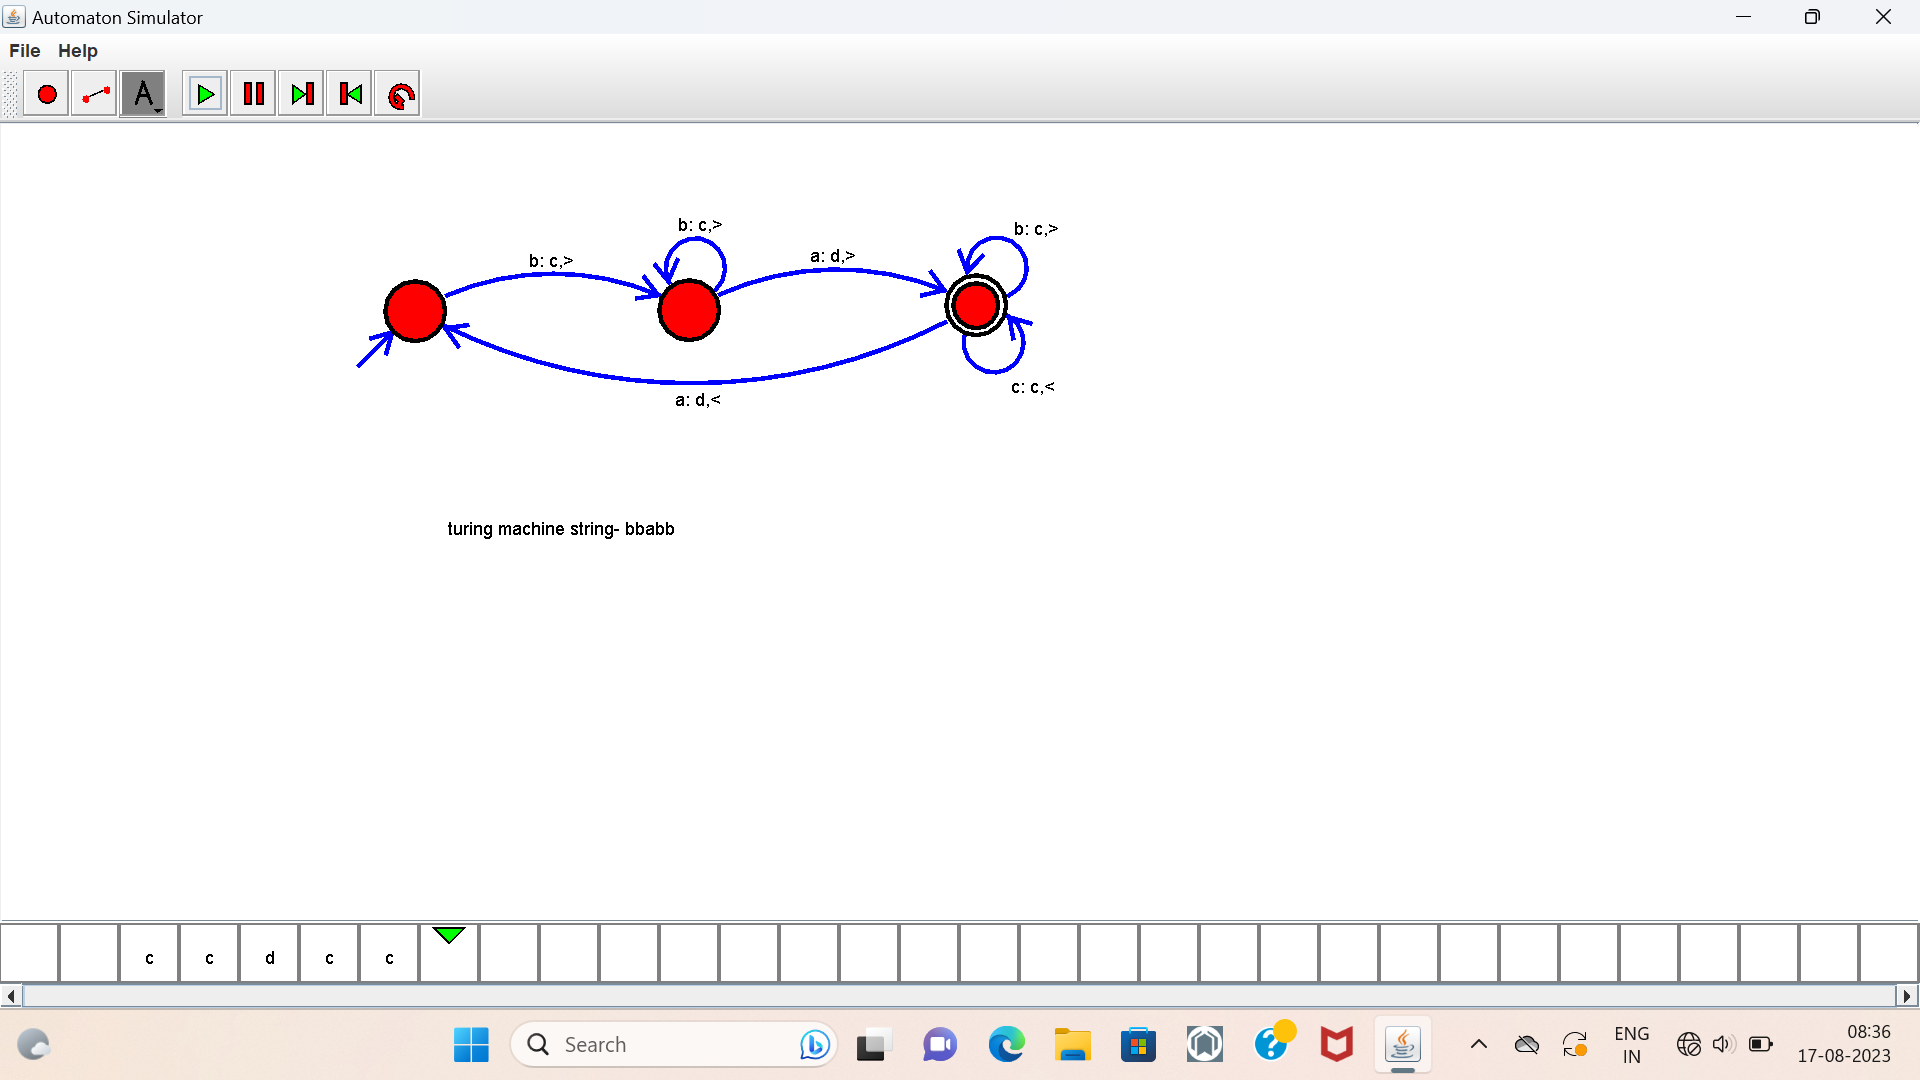 Automaton Simulator
File Help
A
b: c,>
b: c,>
b: c,>
a: d,>
a: d,<
c: c,<
turing machine string- bbabb
c c d c c
Search
ENG
IN
08:36
17-08-2023